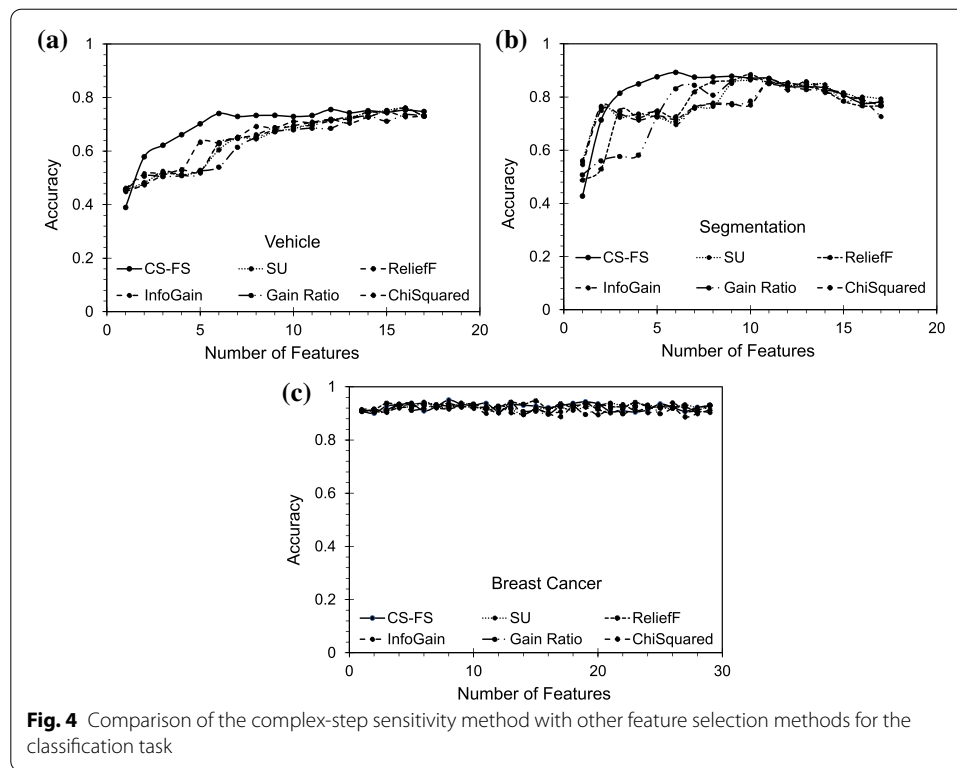 (a)
1
0.8
0.6
0.4
0.2
0
Accuracy
Vehicle
CS-FS SU ReliefF
InfoGain Gain Ratio ChiSquared
0 5 10 15 20
Number of Features
(b)
1
0.8
0.6
0.4
0.2
0
Accuracy
Segmentation
CS-FS SU ReliefF
InfoGain Gain Ratio ChiSquared
0 5 10 15 20
Number of Features
(c)
1
0.8
0.6
0.4
0.2
0
Accuracy
Breast Cancer
CS-FS SU ReliefF
InfoGain Gain Ratio ChiSquared
0 10 20 30
Number of Features
Fig. 4 Comparison of the complex-step sensitivity method with other feature selection methods for the
classification task